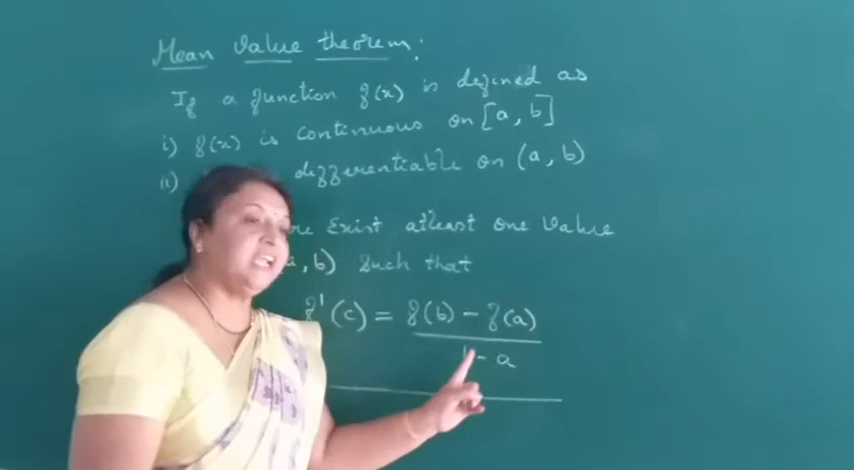 Mean Value theorem:
If a function f(x) is defined as
i) f(x) is continuous on [a, b]
ii) differentiable on (a, b)
Exist atleast one Value
, b) Such that
f'(c) = f(b) - f(a)
- a